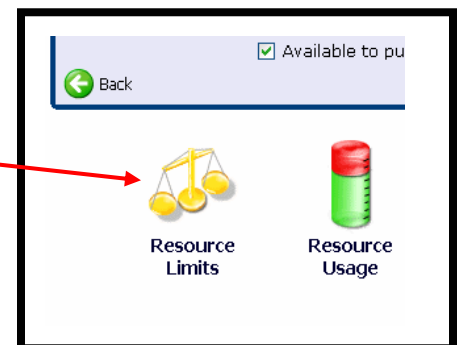 Available to pu
Back
Resource
Limits
Resource
Usage